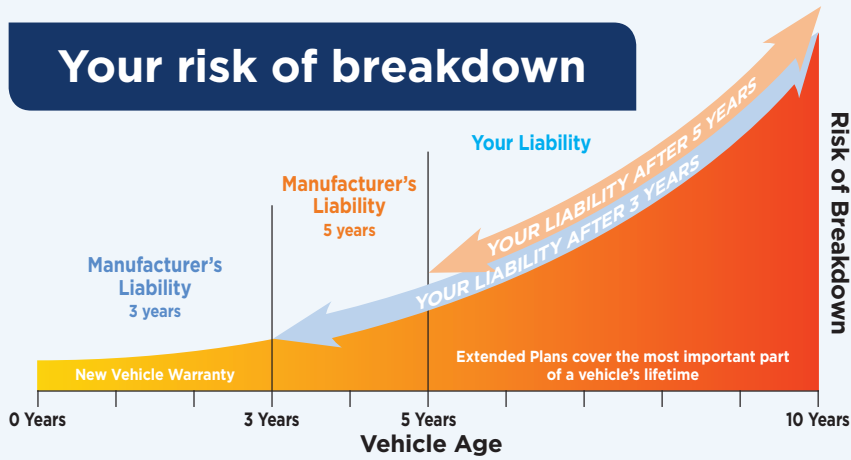 Your risk of breakdown
Your Liability
Manufacturer's
Liability
5 years
Manufacturer's
Liability
3 years
YOUR LIABILITY AFTER 5 YEARS
YOUR LIABILITY AFTER 3 YEARS
Risk of Breakdown
New Vehicle Warranty
Extended Plans cover the most important part
of a vehicle's lifetime
0 Years
3 Years
5 Years
10 Years
Vehicle Age